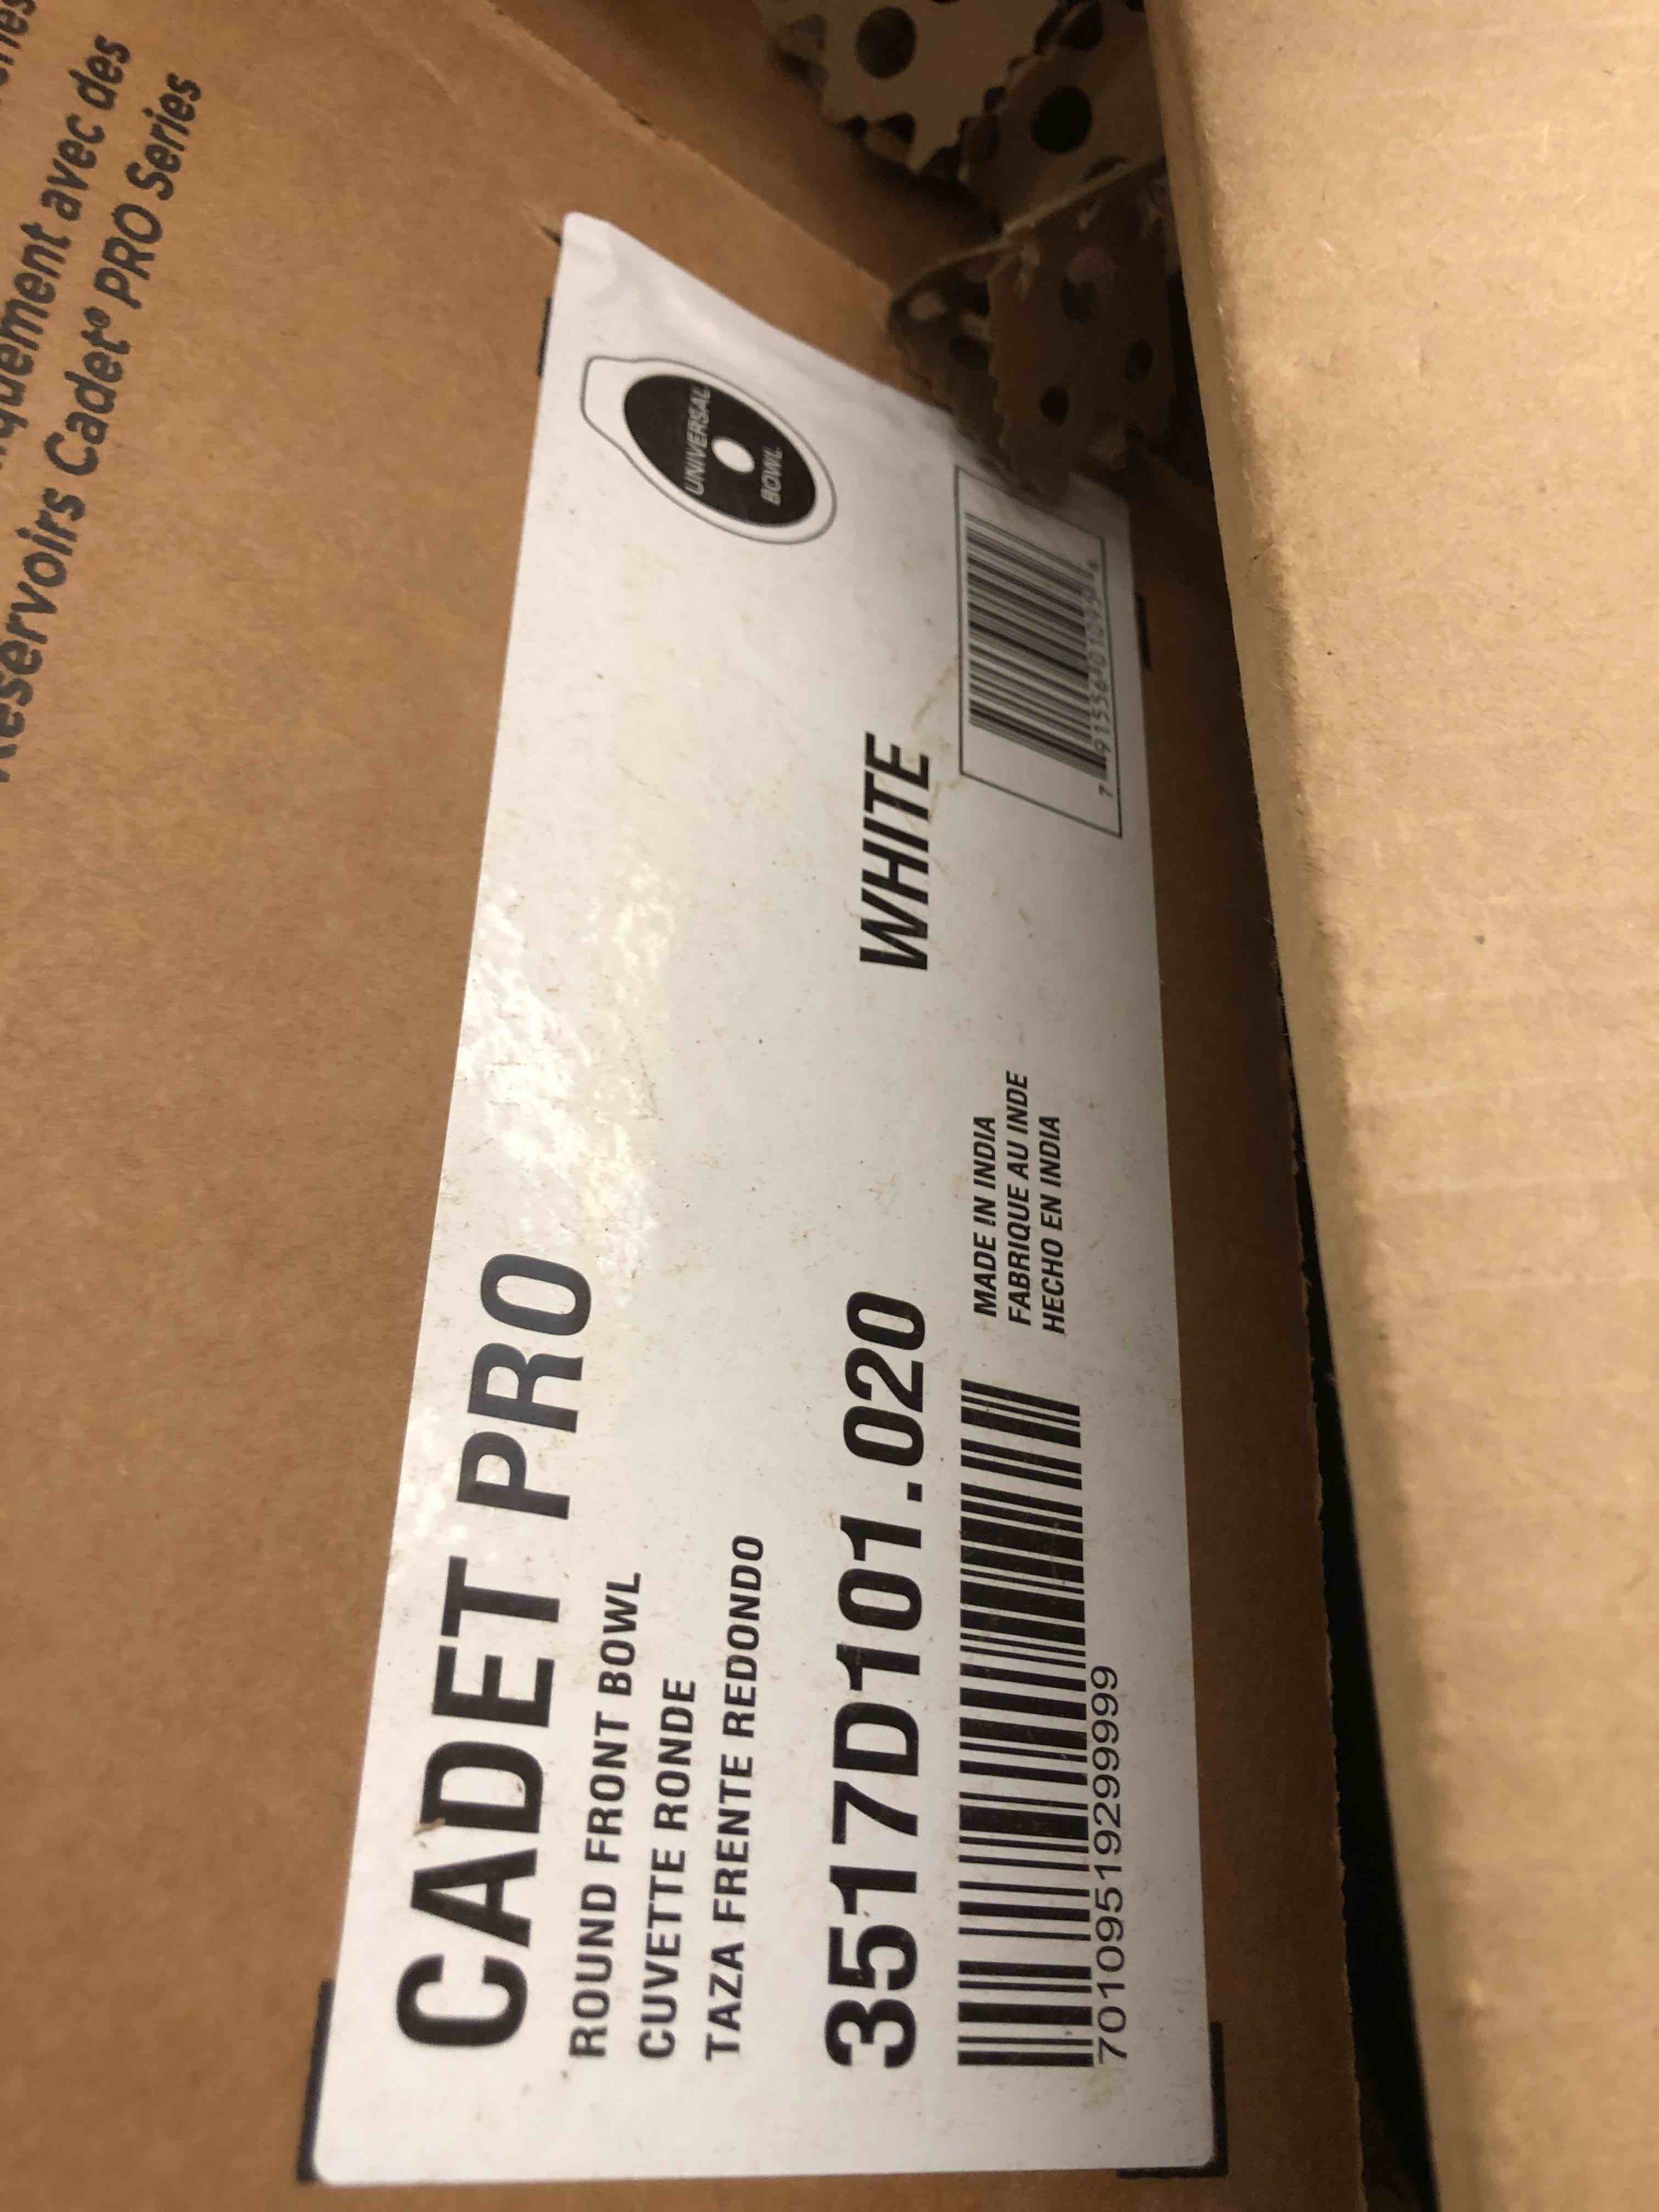 quement avec des
Réservoirs Cadet® PRO Series
CADET PRO
ROUND FRONT BOWL
CUVETTE RONDE
TAZA FRENTE REDONDO
UNIVERSAL
BOWL
3517D101.020
WHITE
701095192999
MADE IN INDIA
FABRIQUE AU INDE
HECHO EN INDIA